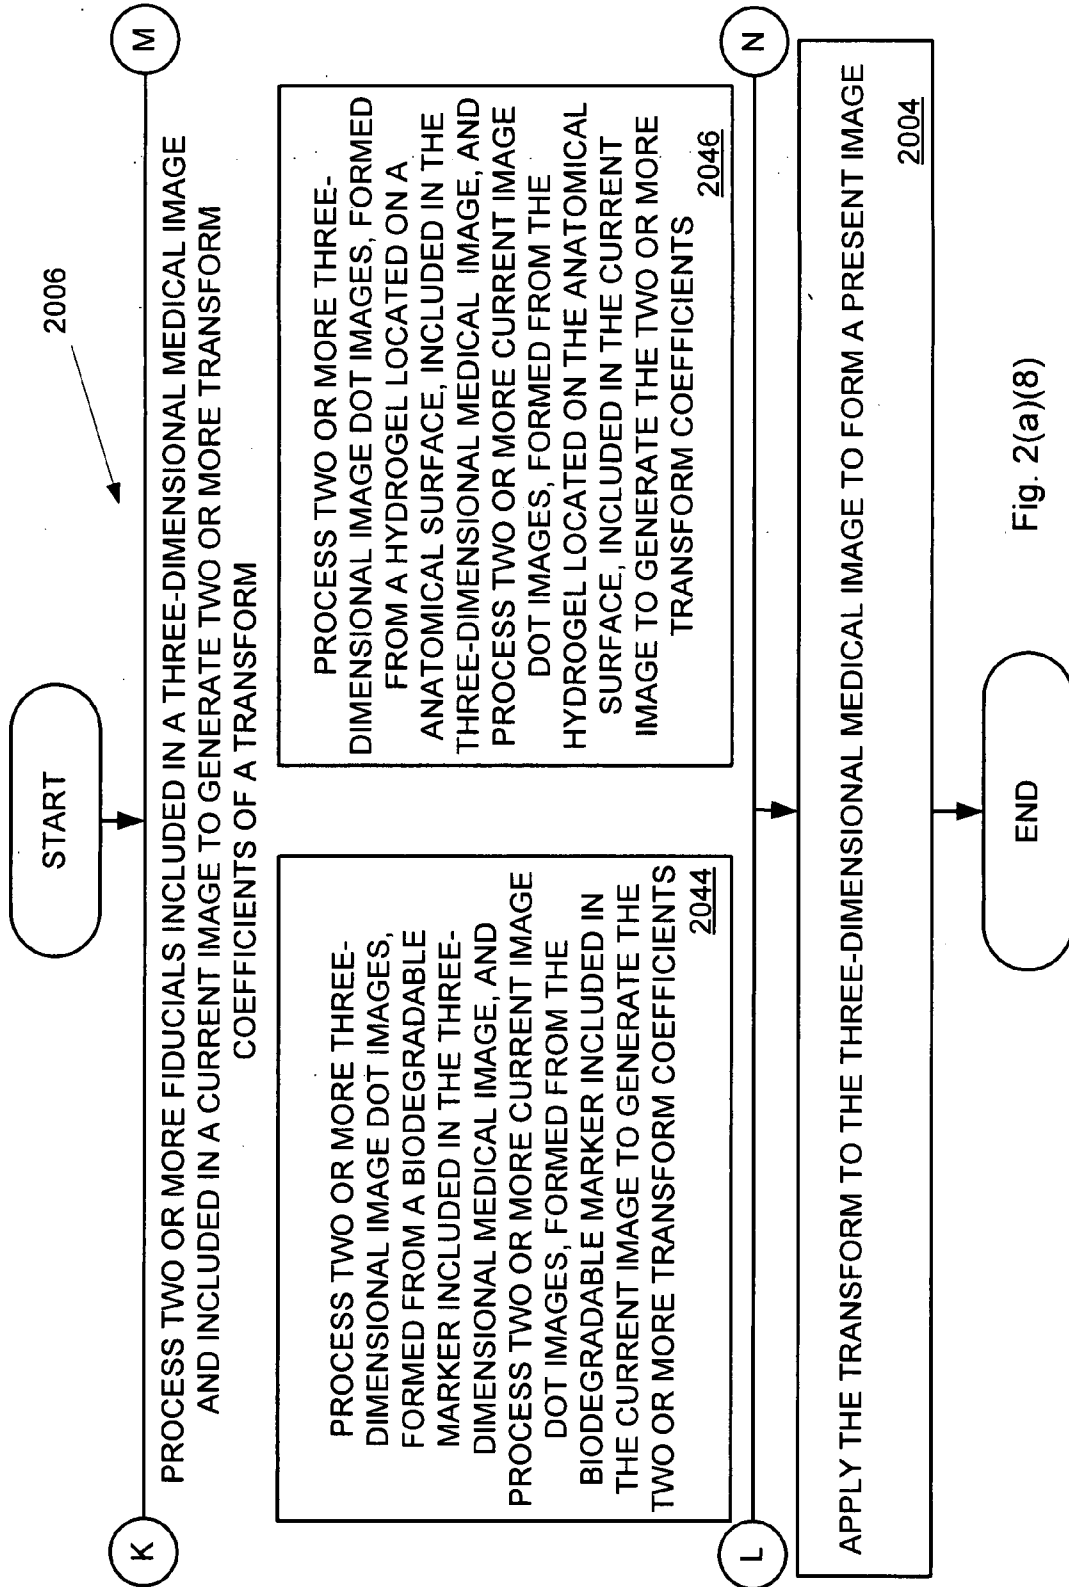 START
2006
K
M
PROCESS TWO OR MORE FIDUCIALS INCLUDED IN A THREE-DIMENSIONAL MEDICAL IMAGE
AND INCLUDED IN A CURRENT IMAGE TO GENERATE TWO OR MORE TRANSFORM
COEFFICIENTS OF A TRANSFORM
PROCESS TWO OR MORE THREE-
DIMENSIONAL IMAGE DOT IMAGES,
FORMED FROM A BIODEGRADABLE
MARKER INCLUDED IN THE THREE-
DIMENSIONAL MEDICAL IMAGE, AND
PROCESS TWO OR MORE CURRENT IMAGE
DOT IMAGES, FORMED FROM THE
BIODEGRADABLE MARKER INCLUDED IN
THE CURRENT IMAGE TO GENERATE THE
TWO OR MORE TRANSFORM COEFFICIENTS
2044
PROCESS TWO OR MORE THREE-
DIMENSIONAL IMAGE DOT IMAGES, FORMED
FROM A HYDROGEL LOCATED ON A
ANATOMICAL SURFACE, INCLUDED IN THE
THREE-DIMENSIONAL MEDICAL IMAGE, AND
PROCESS TWO OR MORE CURRENT IMAGE
DOT IMAGES, FORMED FROM THE
HYDROGEL LOCATED ON THE ANATOMICAL
SURFACE, INCLUDED IN THE CURRENT
IMAGE TO GENERATE THE TWO OR MORE
TRANSFORM COEFFICIENTS
2046
L
N
APPLY THE TRANSFORM TO THE THREE-DIMENSIONAL MEDICAL IMAGE TO FORM A PRESENT IMAGE
2004
END
Fig. 2(a)(8)